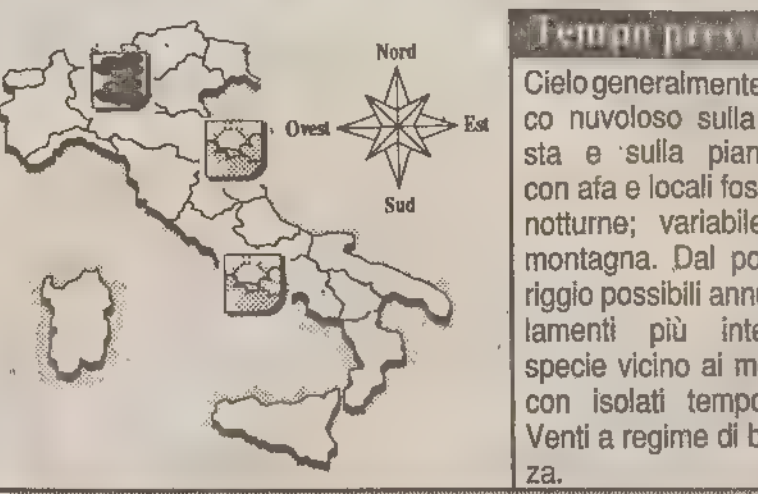 Nord
Ovest
Est
Sud
Tempo
Cielo generalmente
co nuvoloso sulla
sta e sulla pian
con afa e locali fos
notturne; variabile
montagna. Dal po
riggio possibili annu
lamenti più inte
specie vicino ai m
con isolati tempo
Venti a regime di b
za.